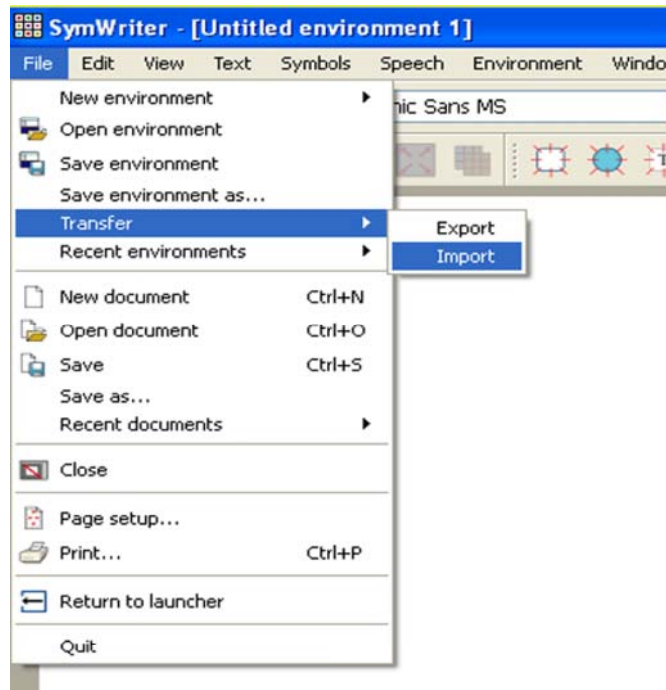 SymWriter - [Untitled environment 1]
File Edit View Text Symbols Speech Environment Windo
New environment
nic Sans MS
Open environment
Save environment
Save environment as...
Transfer
Export
Recent environments
Import
New document Ctrl+N
Open document Ctrl+O
Save Ctrl+S
Save as...
Recent documents
Close
Page setup...
Print... Ctrl+P
Return to launcher
Quit